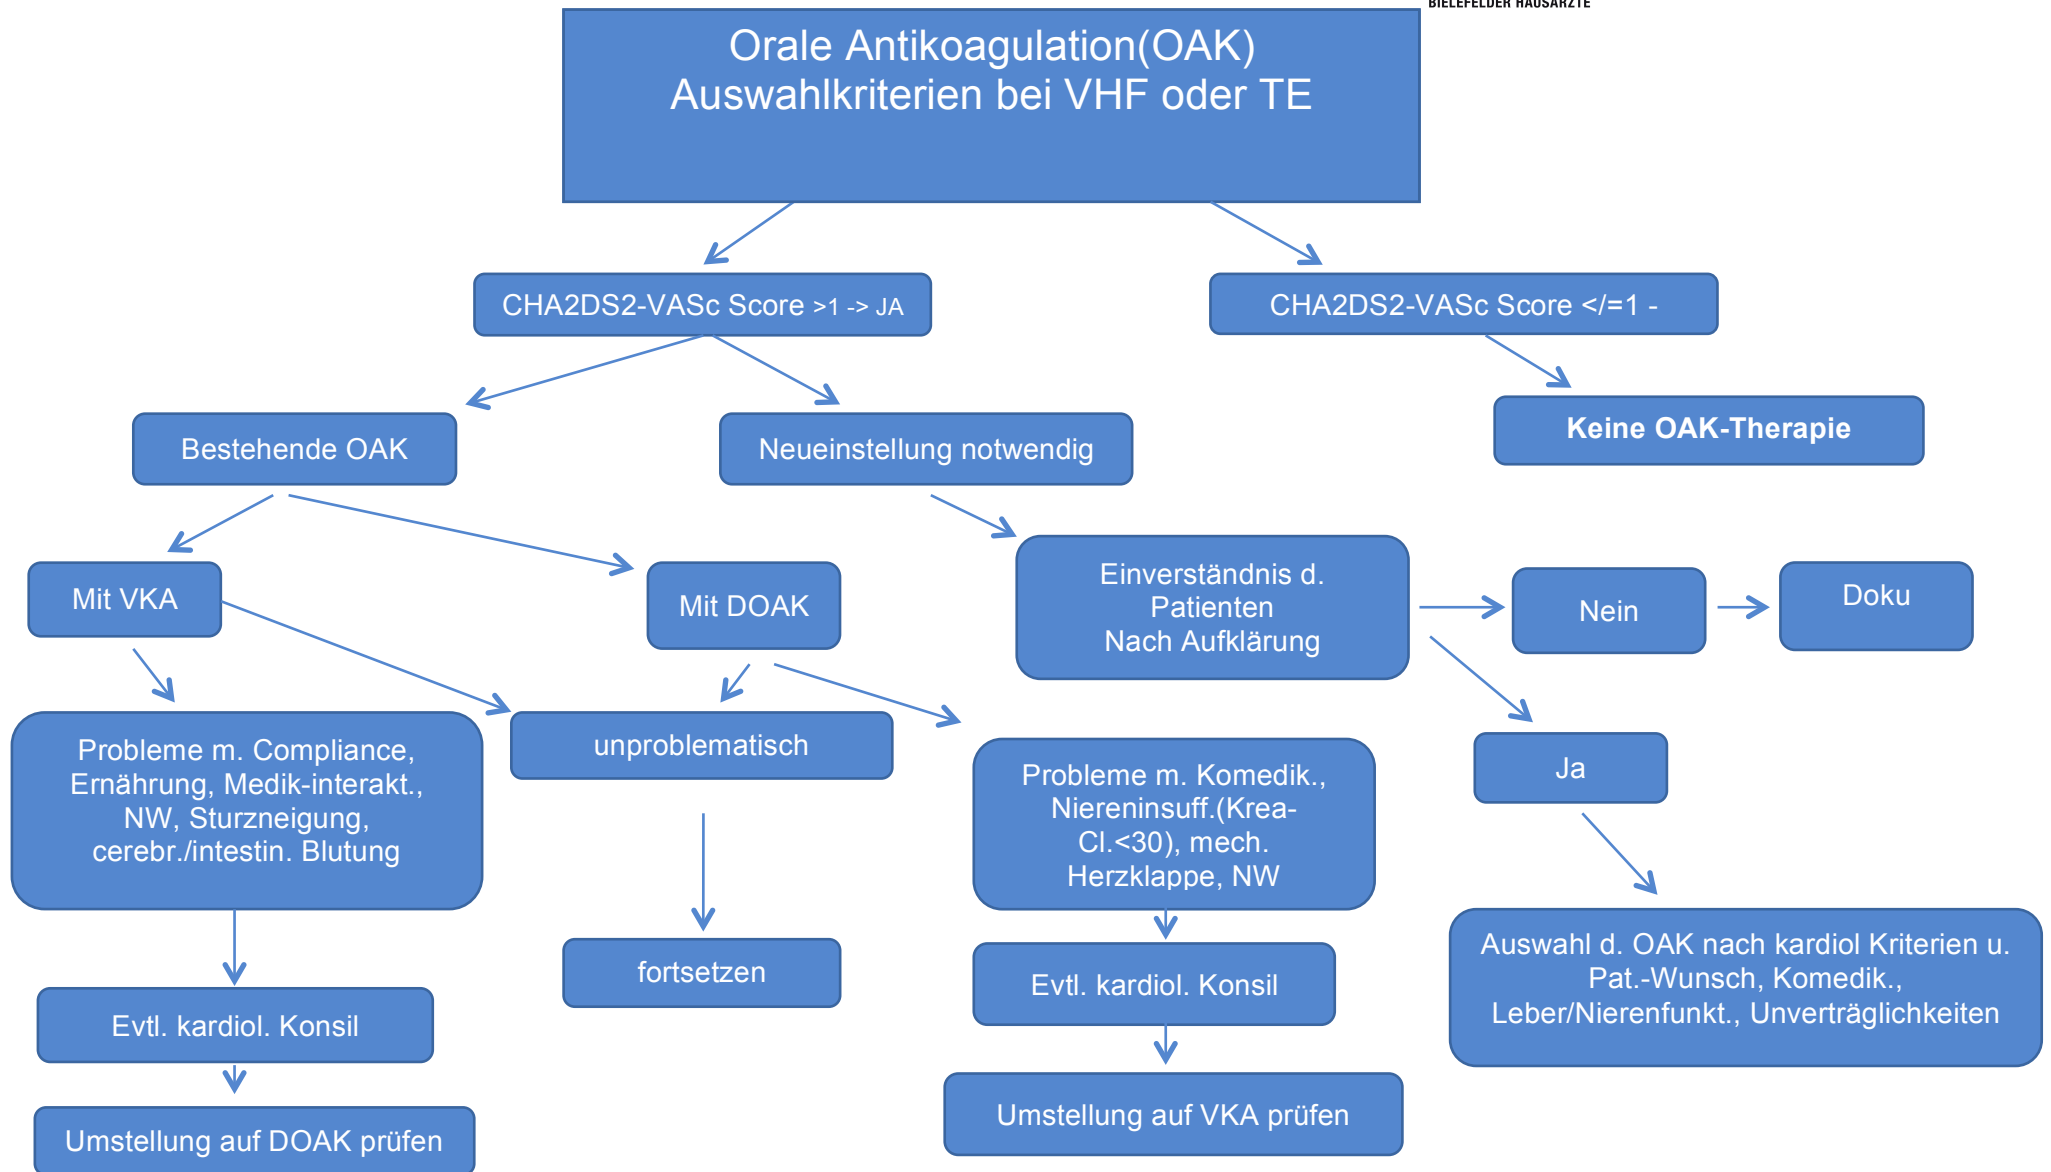 BIELEFELDER HAUSÄRZTE
Orale Antikoagulation(OAK)
Auswahlkriterien bei VHF oder TE
CHA2DS2-VASc Score >1 -> JA
CHA2DS2-VASc Score </=1 -
Keine OAK-Therapie
Bestehende OAK
Neueinstellung notwendig
Mit VKA
Mit DOAK
Einverständnis d.
Patienten
Nach Aufklärung
Nein
Doku
Probleme m. Compliance,
Ernährung, Medik-interakt.,
NW, Sturzneigung,
cerebr./intestin. Blutung
unproblematisch
Probleme m. Komedik.,
Niereninsuff.(Krea-
Cl.<30), mech.
Herzklappe, NW
Ja
Evtl. kardiol. Konsil
fortsetzen
Evtl. kardiol. Konsil
Auswahl d. OAK nach kardiol Kriterien u.
Pat.-Wunsch, Komedik.,
Leber/Nierenfunkt., Unverträglichkeiten
Umstellung auf DOAK prüfen
Umstellung auf VKA prüfen